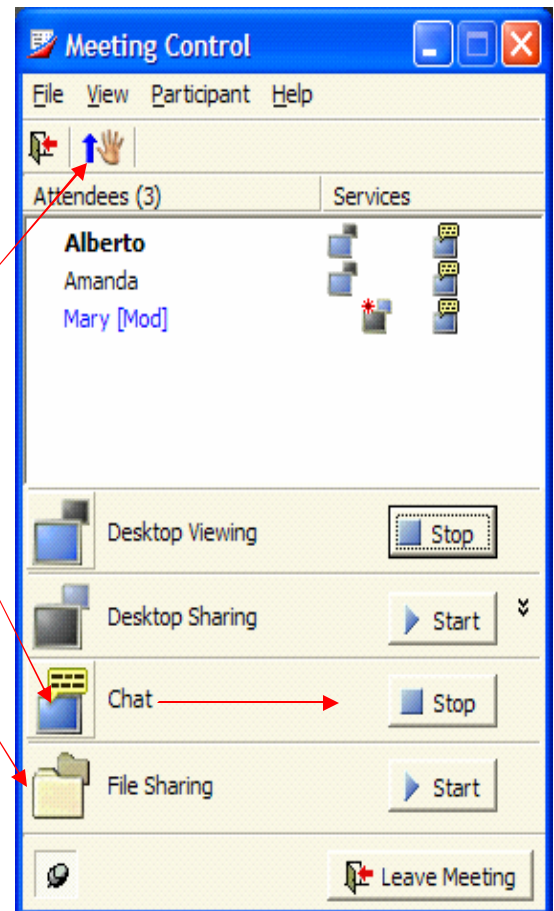 Meeting Control
File View Participant Help
Attendees (3) Services
Alberto
Amanda
Mary [Mod]
Desktop Viewing Stop
Desktop Sharing Start
Chat Stop
File Sharing Start
Leave Meeting